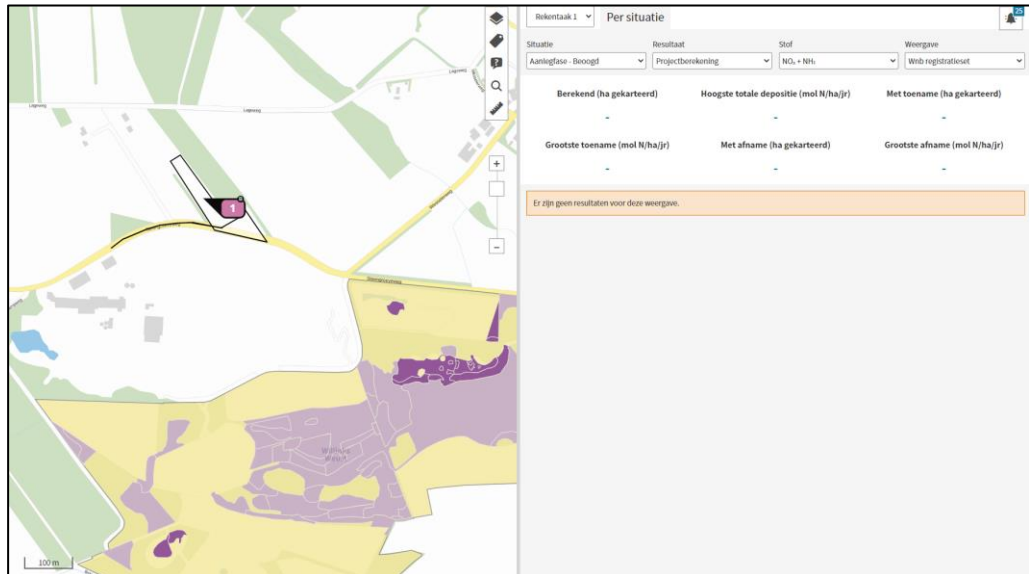 Rekentaak 1
Per situatie
25
Situatie
Resultaat
Stof
Weergave
Aanlegfase - Beoogd
Projectberekening
NOₓ + NH₃
Wnb registratieset
Berekend (ha gekarteerd)
Hoogste totale depositie (mol N/ha/jr)
Met toename (ha gekarteerd)
-
-
-
Grootste toename (mol N/ha/jr)
Met afname (ha gekarteerd)
Grootste afname (mol N/ha/jr)
-
-
-
Er zijn geen resultaten voor deze weergave.
1
+
−
100 m